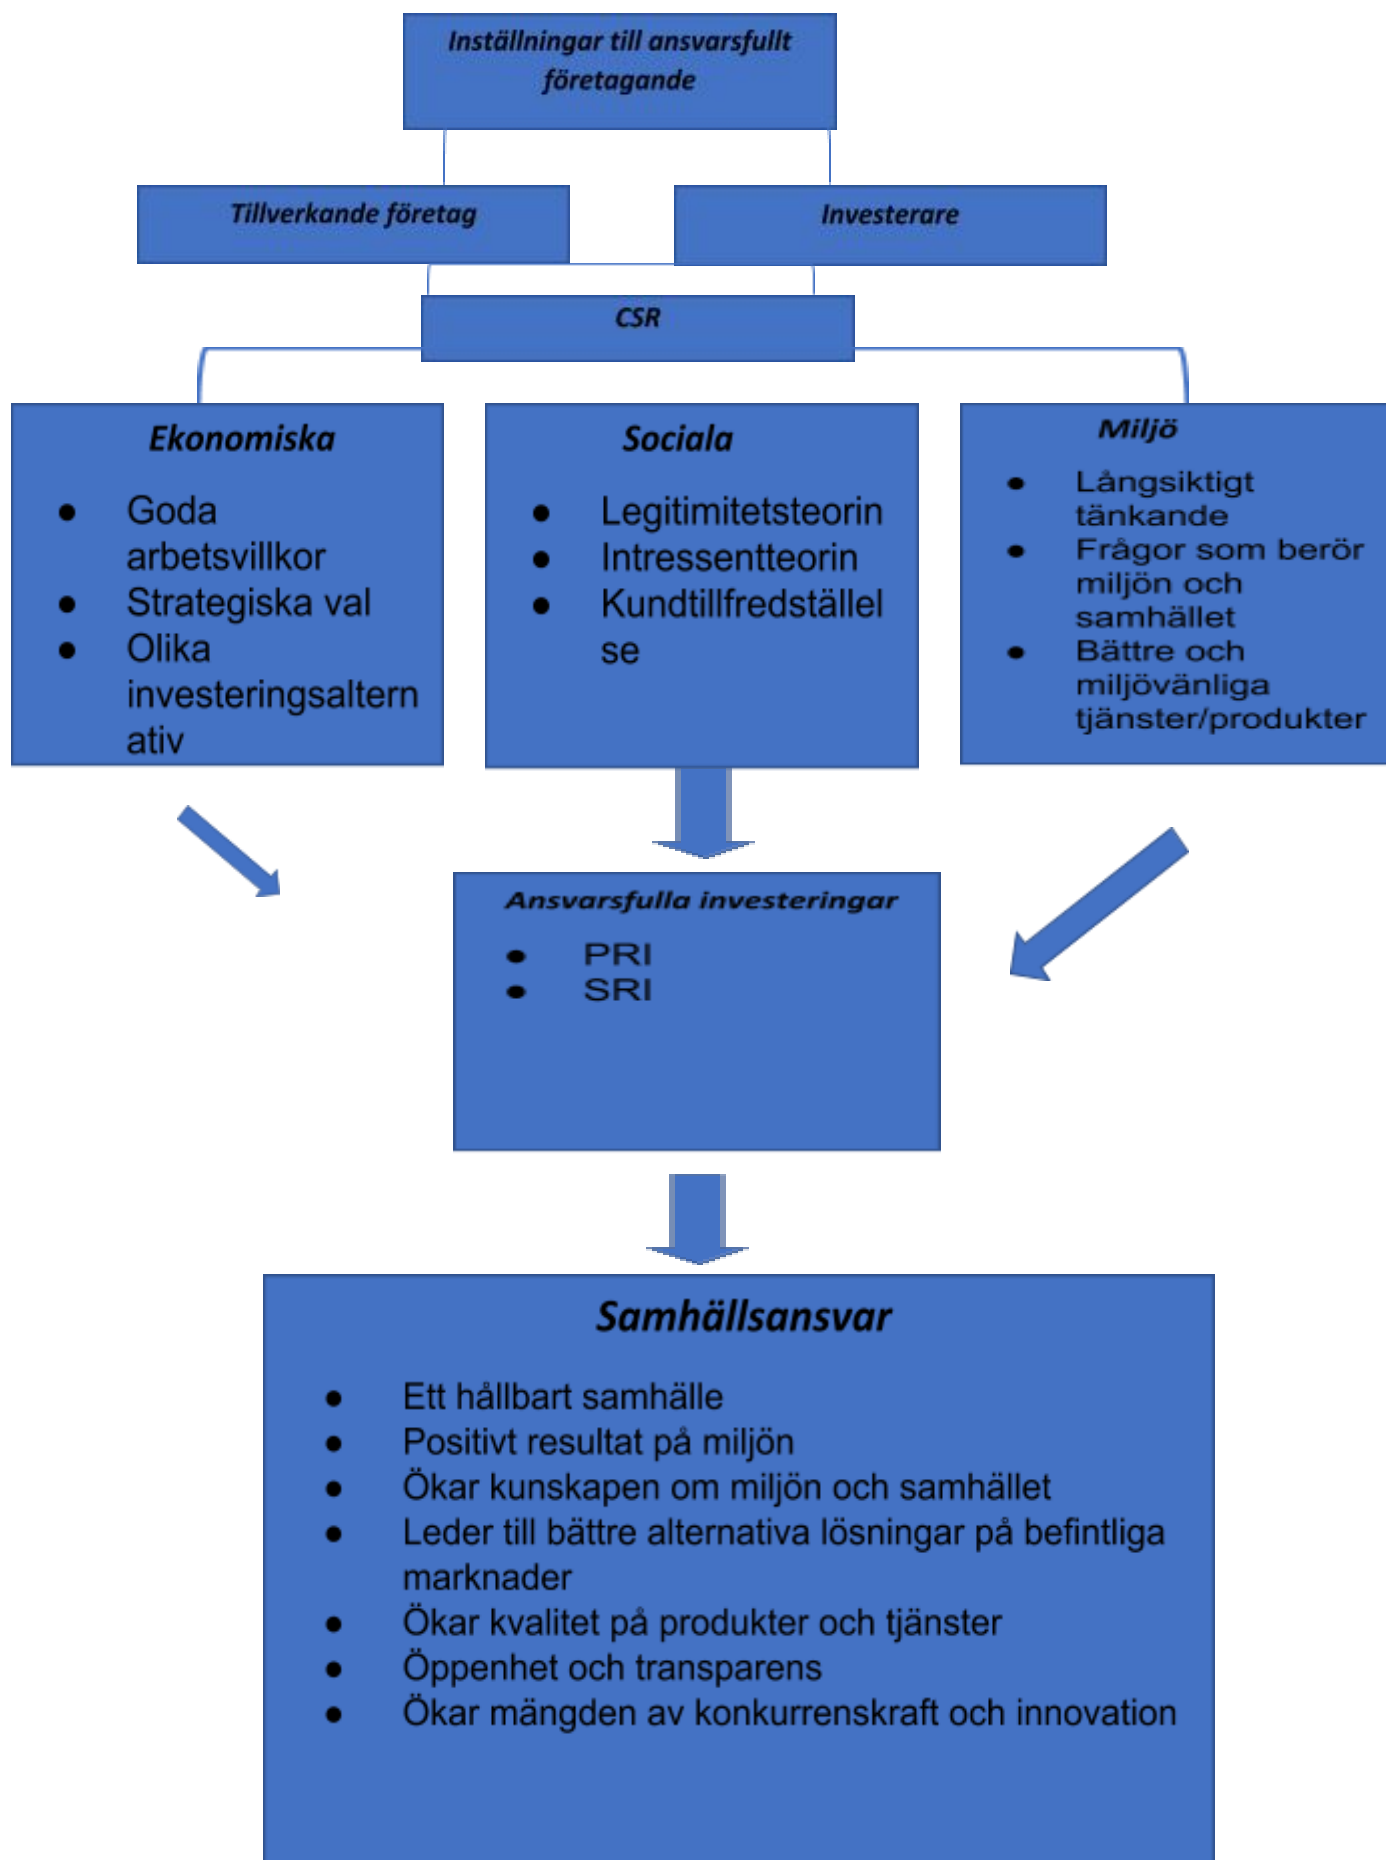 Inställningar till ansvarsfullt
företagande
Tillverkande företag
Investerare
CSR
Ekonomiska
● Goda
arbetsvillkor
● Strategiska val
● Olika
investeringsaltern
ativ
Sociala
● Legitimitetsteorin
● Intressentteorin
● Kundtillfredställel
se
Miljö
● Långsiktigt
tänkande
● Frågor som berör
miljön och
samhället
● Bättre och
miljövänliga
tjänster/produkter
Ansvarsfulla investeringar
● PRI
● SRI
Samhällsansvar
● Ett hållbart samhälle
● Positivt resultat på miljön
● Ökar kunskapen om miljön och samhället
● Leder till bättre alternativa lösningar på befintliga
marknader
● Ökar kvalitet på produkter och tjänster
● Öppenhet och transparens
● Ökar mängden av konkurrenskraft och innovation